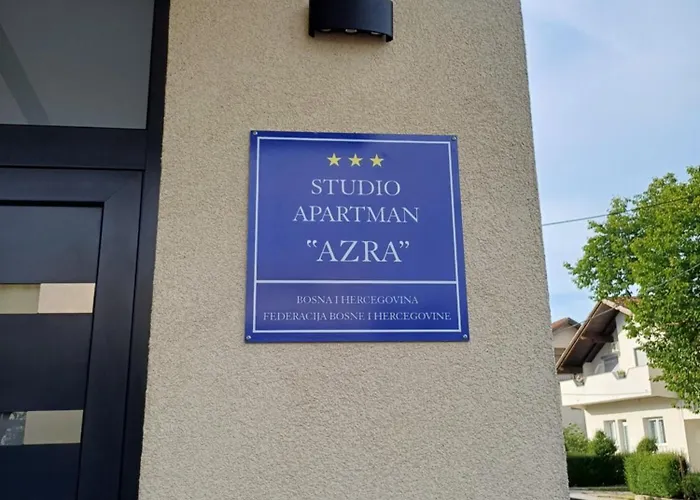 STUDIO
APARTMAN
“AZRA”
BOSNA I HERCEGOVINA
FEDERACIJA BOSNE I HERCEGOVINE